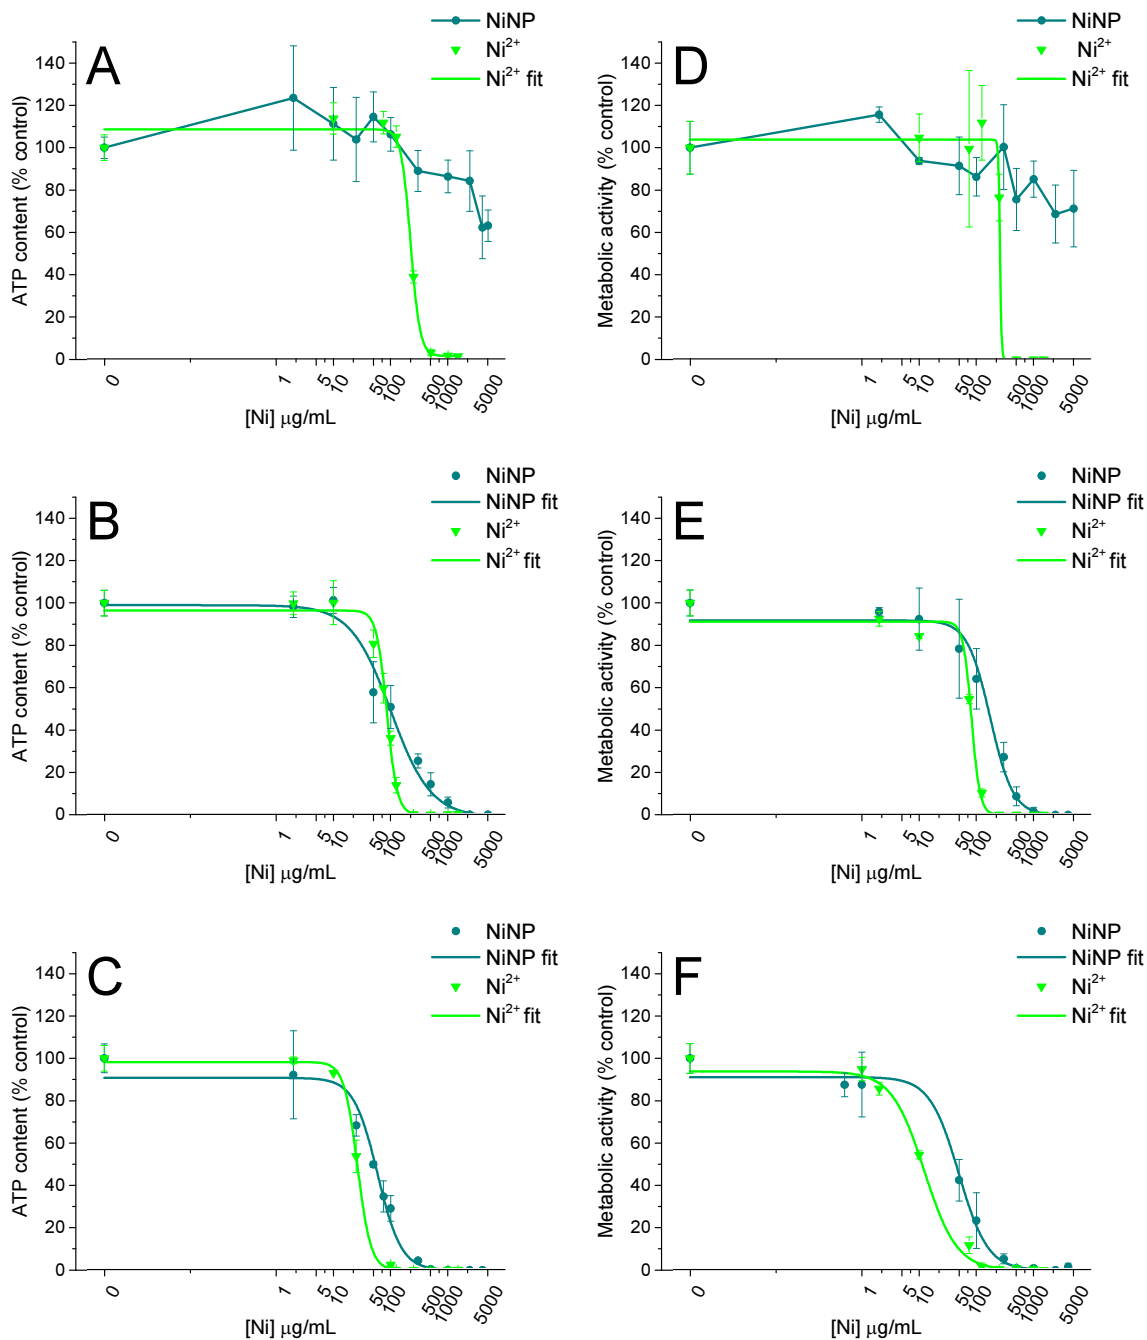 A
NiNP
Ni2+
Ni2+ fit
ATP content (% control)
140
120
100
80
60
40
20
0
0
1
5
10
50
100
500
1000
5000
[Ni] μg/mL
D
NiNP
Ni2+
Ni2+ fit
Metabolic activity (% control)
140
120
100
80
60
40
20
0
0
1
5
10
50
100
500
1000
5000
[Ni] μg/mL
B
NiNP
NiNP fit
Ni2+
Ni2+ fit
ATP content (% control)
140
120
100
80
60
40
20
0
0
1
5
10
50
100
500
1000
5000
[Ni] μg/mL
E
NiNP
NiNP fit
Ni2+
Ni2+ fit
Metabolic activity (% control)
140
120
100
80
60
40
20
0
0
1
5
10
50
100
500
1000
5000
[Ni] μg/mL
C
NiNP
NiNP fit
Ni2+
Ni2+ fit
ATP content (% control)
140
120
100
80
60
40
20
0
0
1
5
10
50
100
500
1000
5000
[Ni] μg/mL
F
NiNP
NiNP fit
Ni2+
Ni2+ fit
Metabolic activity (% control)
140
120
100
80
60
40
20
0
0
1
5
10
50
100
500
1000
5000
[Ni] μg/mL